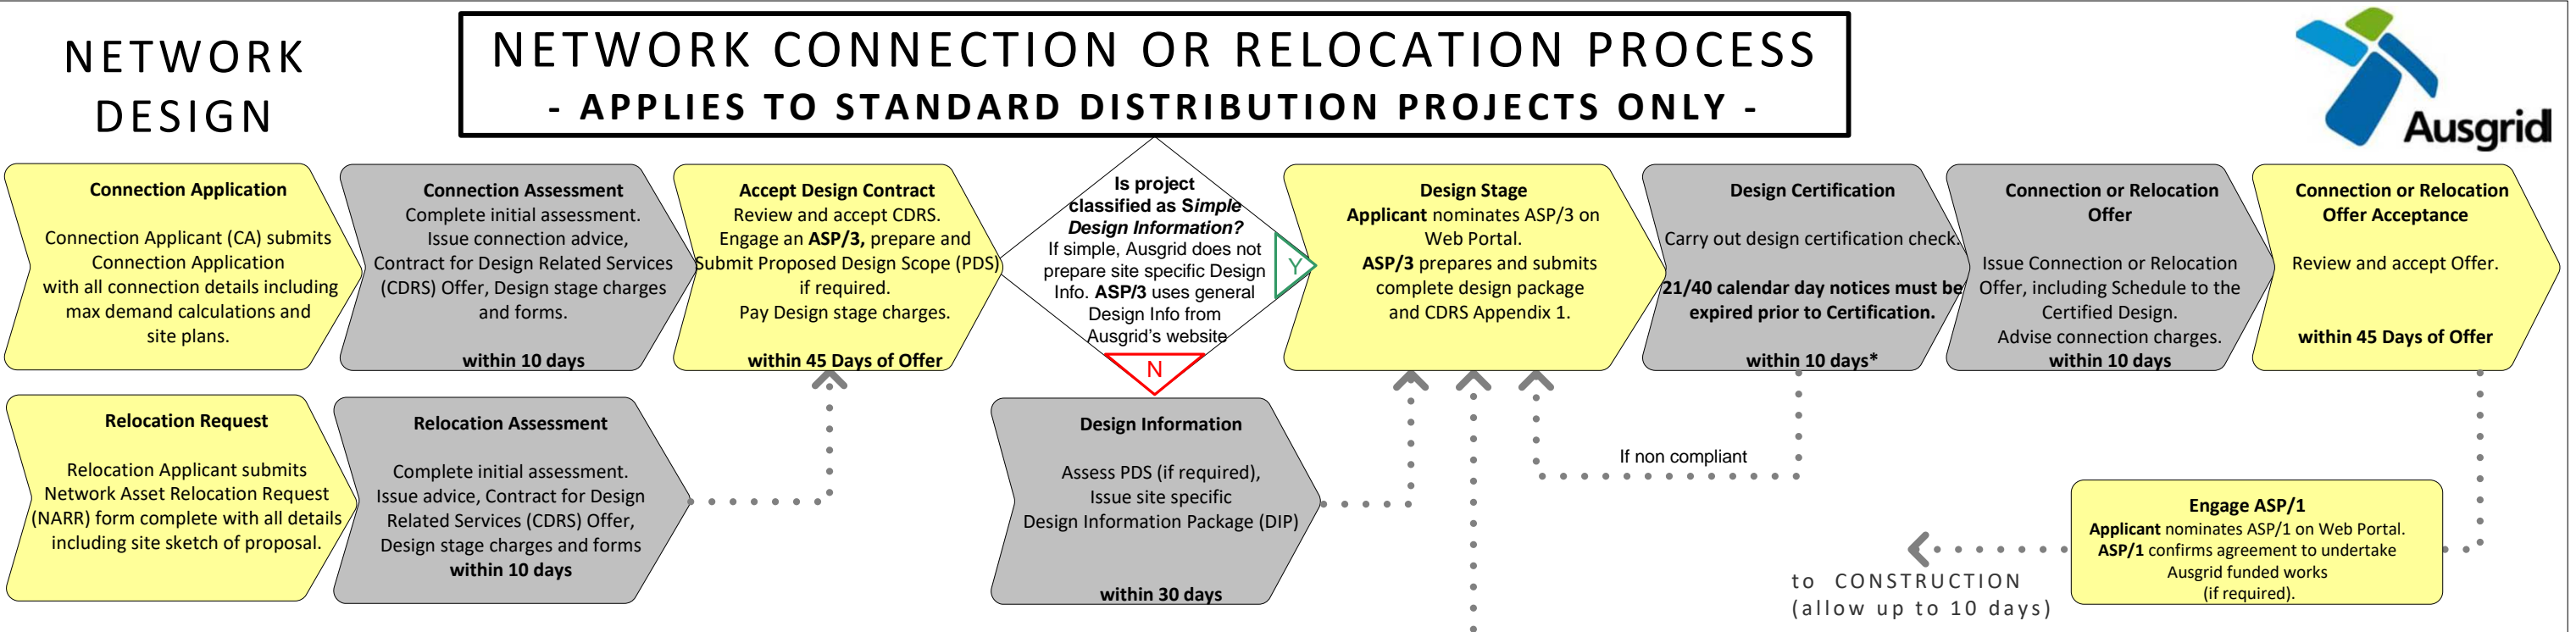 NETWORK
DESIGN
NETWORK CONNECTION OR RELOCATION PROCESS
- APPLIES TO STANDARD DISTRIBUTION PROJECTS ONLY -
Ausgrid
Connection Application
Connection Applicant (CA) submits
Connection Application
with all connection details including
max demand calculations and
site plans.
Connection Assessment
Complete initial assessment.
Issue connection advice,
Contract for Design Related Services
(CDRS) Offer, Design stage charges
and forms.
within 10 days
Accept Design Contract
Review and accept CDRS.
Engage an ASP/3, prepare and
Submit Proposed Design Scope (PDS)
if required.
Pay Design stage charges.
within 45 Days of Offer
Is project
classified as Simple
Design Information?
If simple, Ausgrid does not
prepare site specific Design
Info. ASP/3 uses general
Design Info from
Ausgrid's website
Y
N
Design Stage
Applicant nominates ASP/3 on
Web Portal.
ASP/3 prepares and submits
complete design package
and CDRS Appendix 1.
Design Certification
Carry out design certification check.
21/40 calendar day notices must be
expired prior to Certification.
within 10 days*
Connection or Relocation
Offer
Issue Connection or Relocation
Offer, including Schedule to the
Certified Design.
Advise connection charges.
within 10 days
Connection or Relocation
Offer Acceptance
Review and accept Offer.
within 45 Days of Offer
Relocation Request
Relocation Applicant submits
Network Asset Relocation Request
(NARR) form complete with all details
including site sketch of proposal.
Relocation Assessment
Complete initial assessment.
Issue advice, Contract for Design
Related Services (CDRS) Offer,
Design stage charges and forms
within 10 days
Design Information
Assess PDS (if required),
Issue site specific
Design Information Package (DIP)
within 30 days
If non compliant
Engage ASP/1
Applicant nominates ASP/1 on Web Portal.
ASP/1 confirms agreement to undertake
Ausgrid funded works
(if required).
to CONSTRUCTION
(allow up to 10 days)